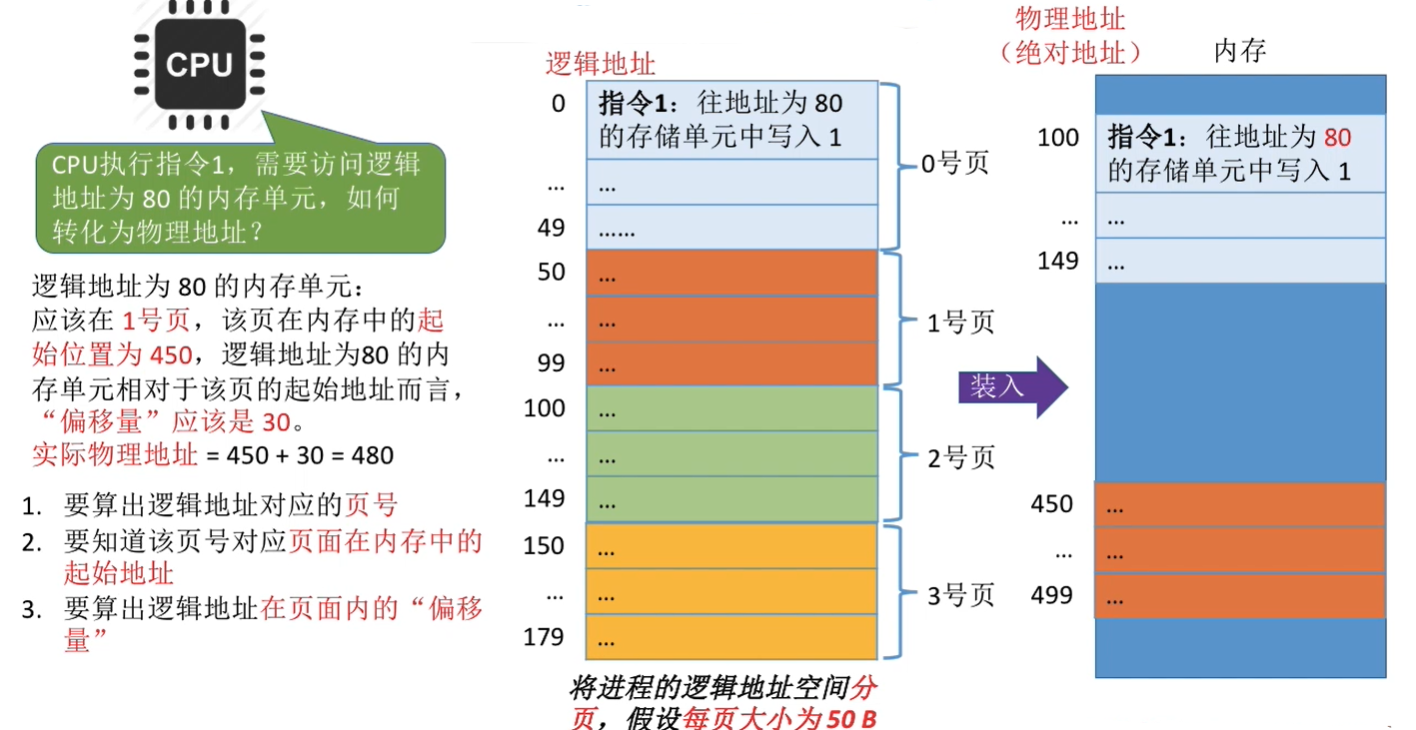 CPU
CPU执行指令1，需要访问逻辑
地址为 80 的内存单元，如何
转化为物理地址？
逻辑地址为 80 的内存单元：
应该在 1号页，该页在内存中的起
始位置为 450，逻辑地址为80 的内
存单元相对于该页的起始地址而言，
“偏移量”应该是 30。
实际物理地址 = 450 + 30 = 480
1. 要算出逻辑地址对应的页号
2. 要知道该页号对应页面在内存中的
起始地址
3. 要算出逻辑地址在页面内的“偏移
量”
逻辑地址
0
指令1：往地址为 80
的存储单元中写入 1
... ...
49 ......
0号页
50 ...
... ...
99 ...
1号页
100 ...
... ...
149 ...
2号页
150 ...
... ...
179 ...
3号页
将进程的逻辑地址空间分
页，假设每页大小为 50 B
装入
物理地址
（绝对地址）
内存
100
指令1：往地址为 80
的存储单元中写入 1
... ...
149 ...
450 ...
... ...
499 ...